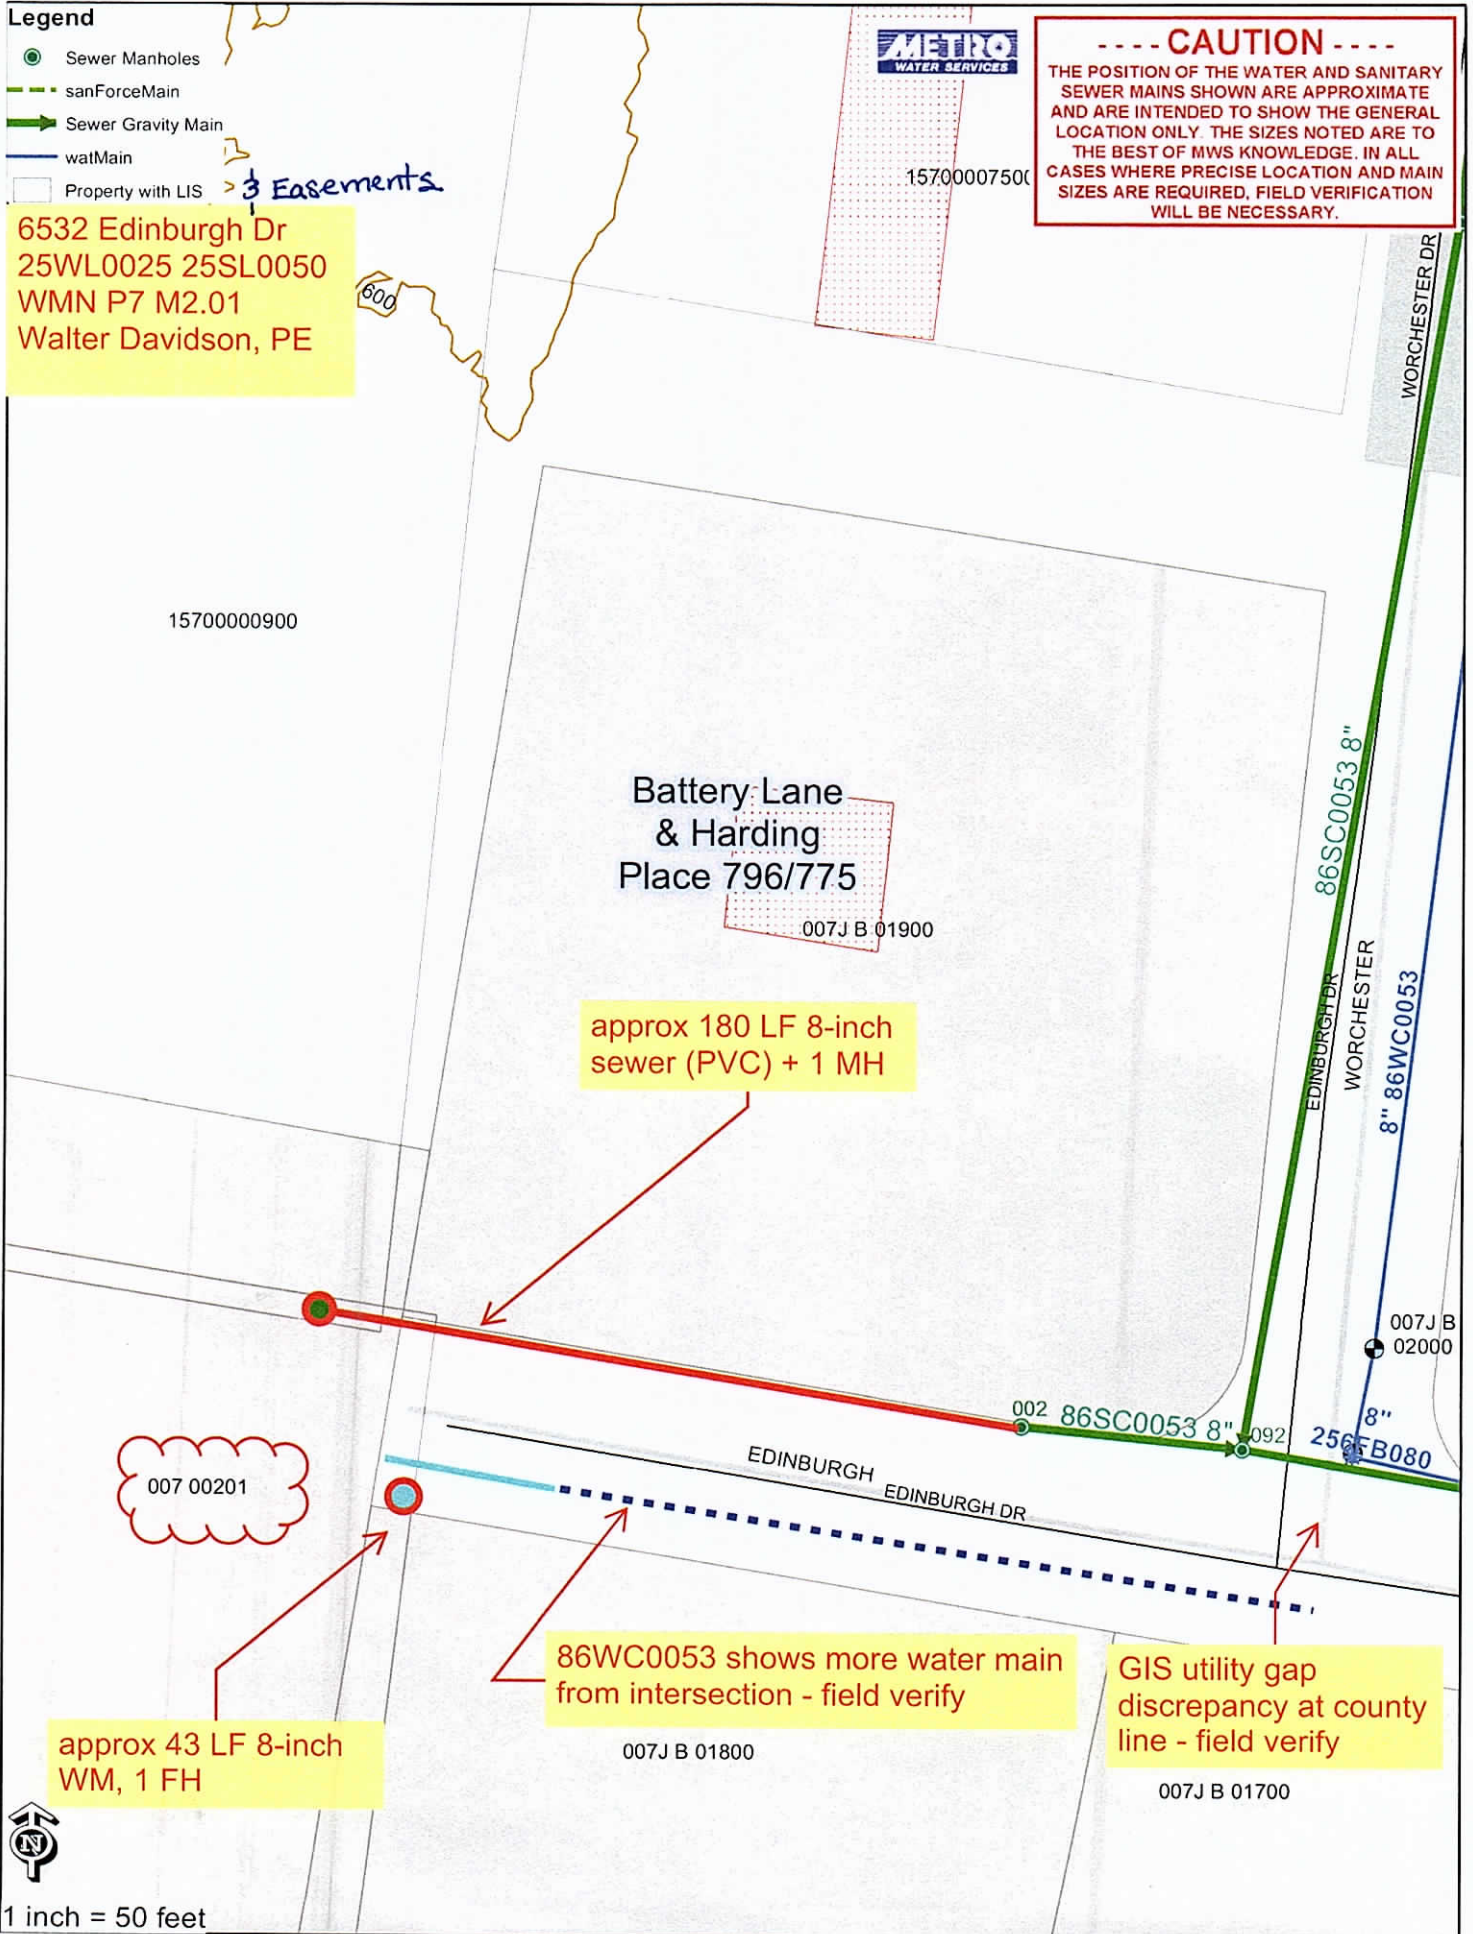 Legend
Sewer Manholes
sanForceMain
Sewer Gravity Main
watMain
Property with LIS
& Easements
6532 Edinburgh Dr
25WL0025 25SL0050
WMN P7 M2.01
Walter Davidson, PE
600
METRO
WATER SERVICES
- - - - CAUTION - - - -
THE POSITION OF THE WATER AND SANITARY
SEWER MAINS SHOWN ARE APPROXIMATE
AND ARE INTENDED TO SHOW THE GENERAL
LOCATION ONLY. THE SIZES NOTED ARE TO
THE BEST OF MWS KNOWLEDGE. IN ALL
CASES WHERE PRECISE LOCATION AND MAIN
SIZES ARE REQUIRED, FIELD VERIFICATION
WILL BE NECESSARY.
1570000750
WORCHESTER DR
15700000900
Battery Lane
& Harding
Place 796/775
007J B 01900
86SC0053 8"
EDINBURGH DR
WORCHESTER
8" 86WC0053
approx 180 LF 8-inch
sewer (PVC) + 1 MH
007J B
02000
002
86SC0053 8"
092
8"
EDINBURGH
EDINBURGH DR
007 00201
86WC0053 shows more water main
from intersection - field verify
GIS utility gap
discrepancy at county
line - field verify
approx 43 LF 8-inch
WM, 1 FH
007J B 01800
007J B 01700
N
1 inch = 50 feet